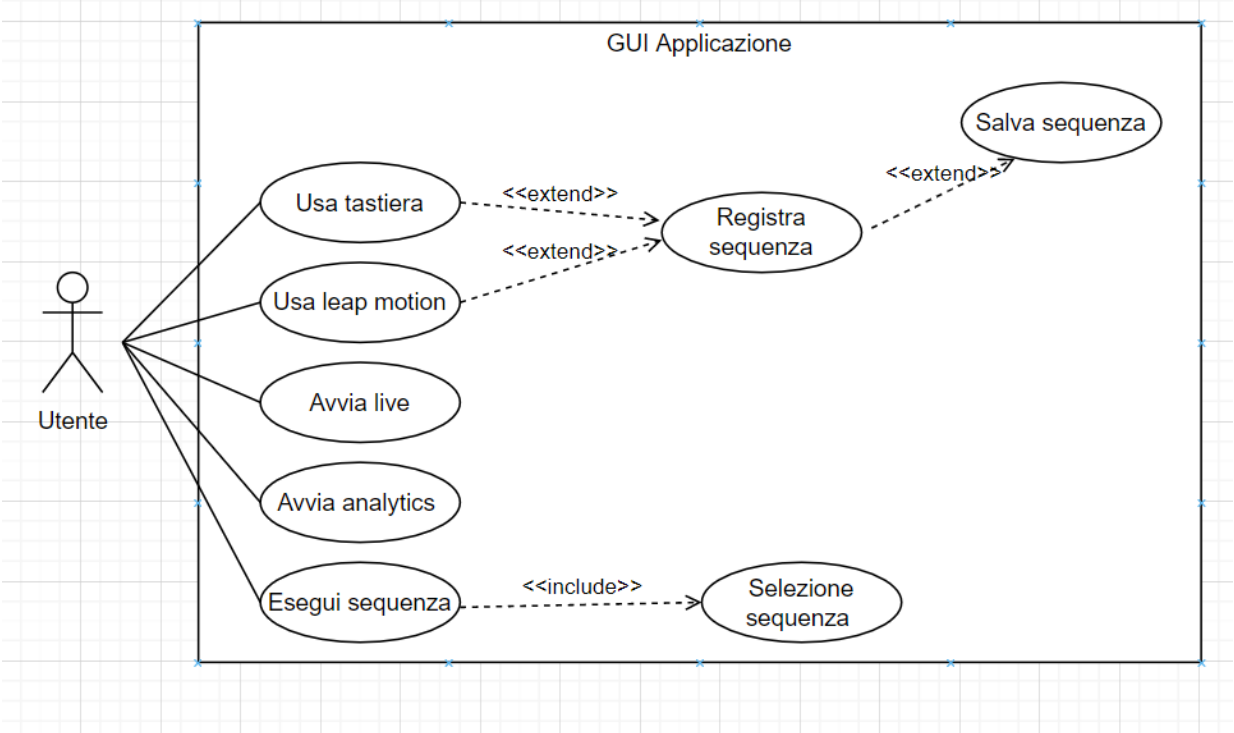 GUI Applicazione
Salva sequenza
<<extend>>
Usa tastiera
<<extend>>
Registra
sequenza
<<extend>>
Usa leap motion
Avvia live
Utente
Avvia analytics
Esegui sequenza
<<include>>
Selezione
sequenza